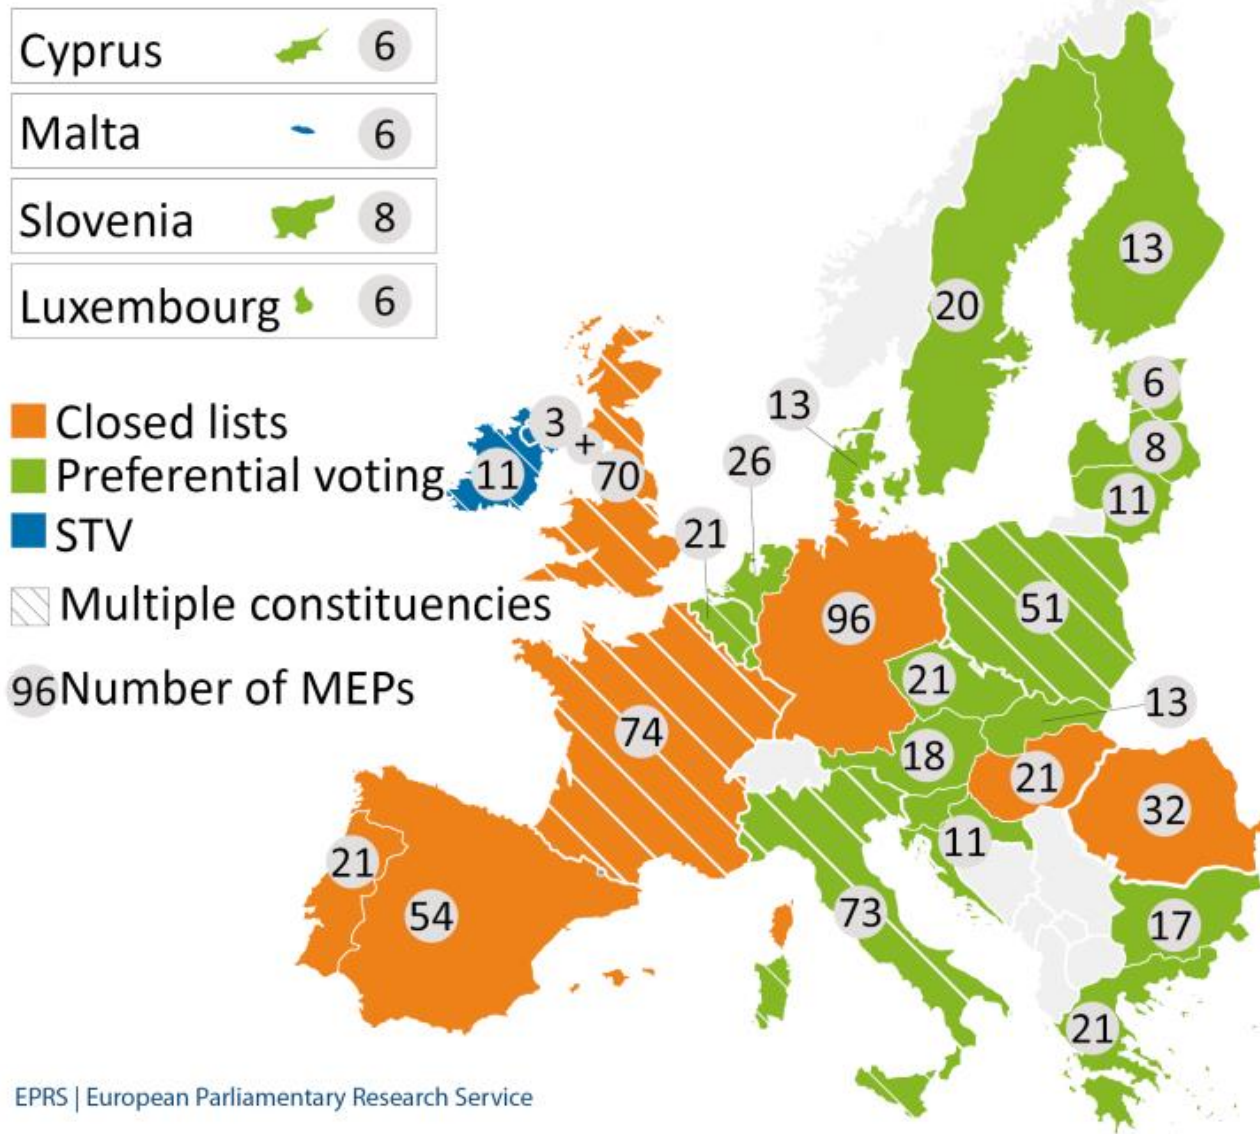 Cyprus 6
Malta 6
Slovenia 8
Luxembourg 6
Closed lists
Preferential voting
STV
Multiple constituencies
96 Number of MEPs
13
20
6
13
3
+
8
26
11
70
11
21
51
96
21
13
74
18
21
32
11
21
73
54
17
21
EPRS | European Parliamentary Research Service